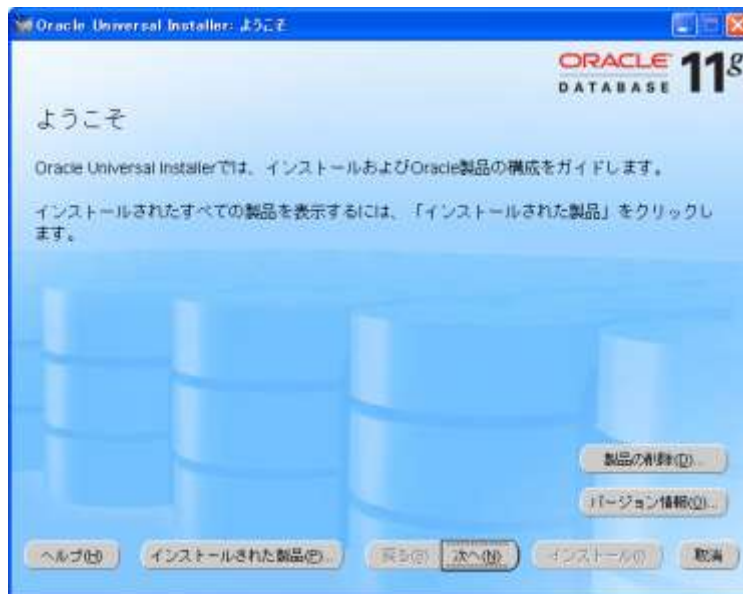 Oracle Universal Installer: ようこそ
ORACLE 11g
DATABASE
ようこそ
Oracle Universal Installerでは、インストールおよびOracle製品の構成をガイドします。
インストールされたすべての製品を表示するには、「インストールされた製品」をクリックし
ます。
製品の削除(D)...
バージョン情報(O)...
ヘルプ(H)
インストールされた製品(P)...
戻る(B)
次へ(N)
インストール(I)
取消